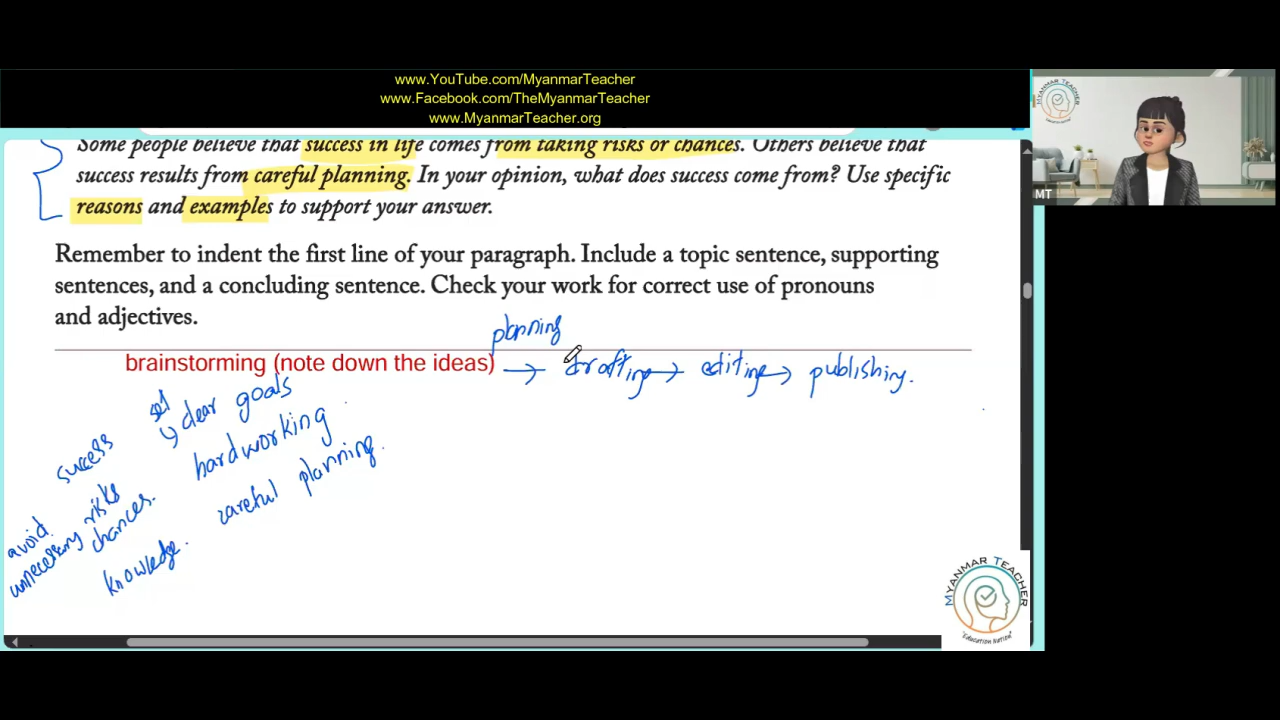 www.YouTube.com/MyanmarTeacher
www.Facebook.com/TheMyanmarTeacher
www.MyanmarTeacher.org
MYANMAR TEACHER
MT
Some people believe that success in life comes from taking risks or chances. Others believe that
success results from careful planning. In your opinion, what does success come from? Use specific
reasons and examples to support your answer.
Remember to indent the first line of your paragraph. Include a topic sentence, supporting
sentences, and a concluding sentence. Check your work for correct use of pronouns
and adjectives.
planning
brainstorming (note down the ideas) → drafting → editing → publishing.
set
clear goals
success
hardworking
careful planning.
risks
chances.
avoid
unnecessary
knowledge.
MYANMAR TEACHER
"Education Nation"